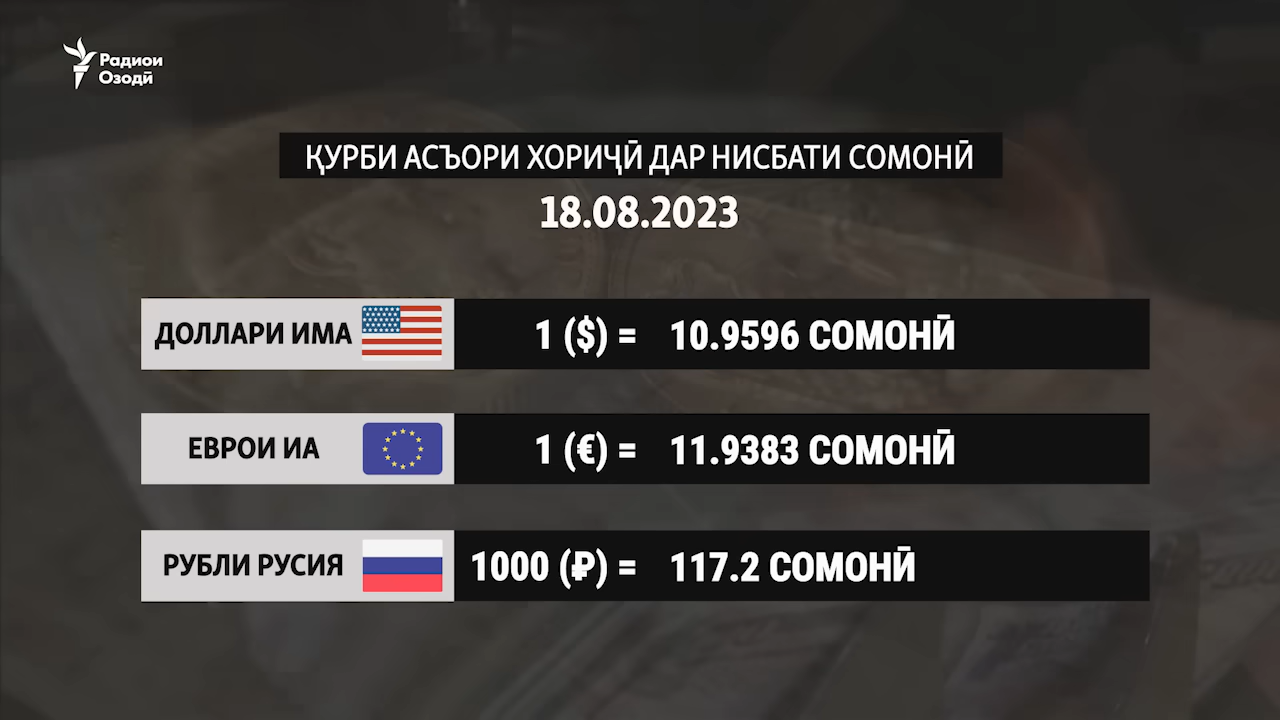 Радиои
Озодӣ
ҚУРБИ АСЪОРИ ХОРИҶӢ ДАР НИСБАТИ СОМОНӢ
18.08.2023
ДОЛЛАРИ ИМА 1 ($) = 10.9596 СОМОНӢ
ЕВРОИ ИА 1 (€) = 11.9383 СОМОНӢ
РУБЛИ РУСИЯ 1000 (₽) = 117.2 СОМОНӢ